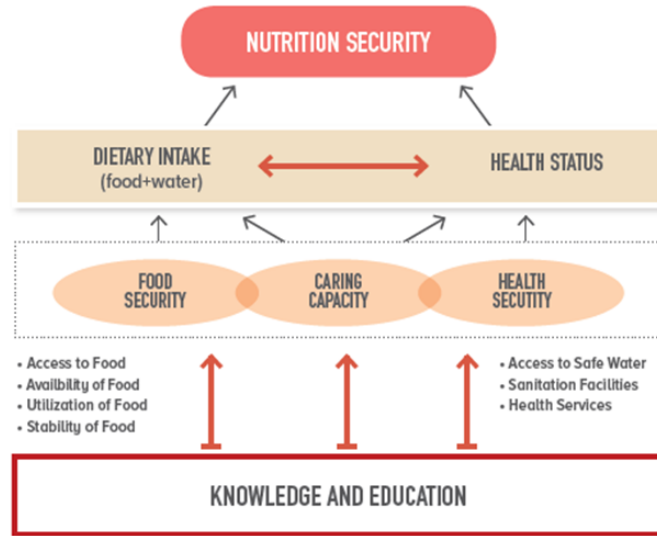 NUTRITION SECURITY
DIETARY INTAKE
(food+water)
HEALTH STATUS
FOOD
SECURITY
CARING
CAPACITY
HEALTH
SECUTITY
• Access to Food
• Availbility of Food
• Utilization of Food
• Stability of Food
• Access to Safe Water
• Sanitation Facilities
• Health Services
KNOWLEDGE AND EDUCATION